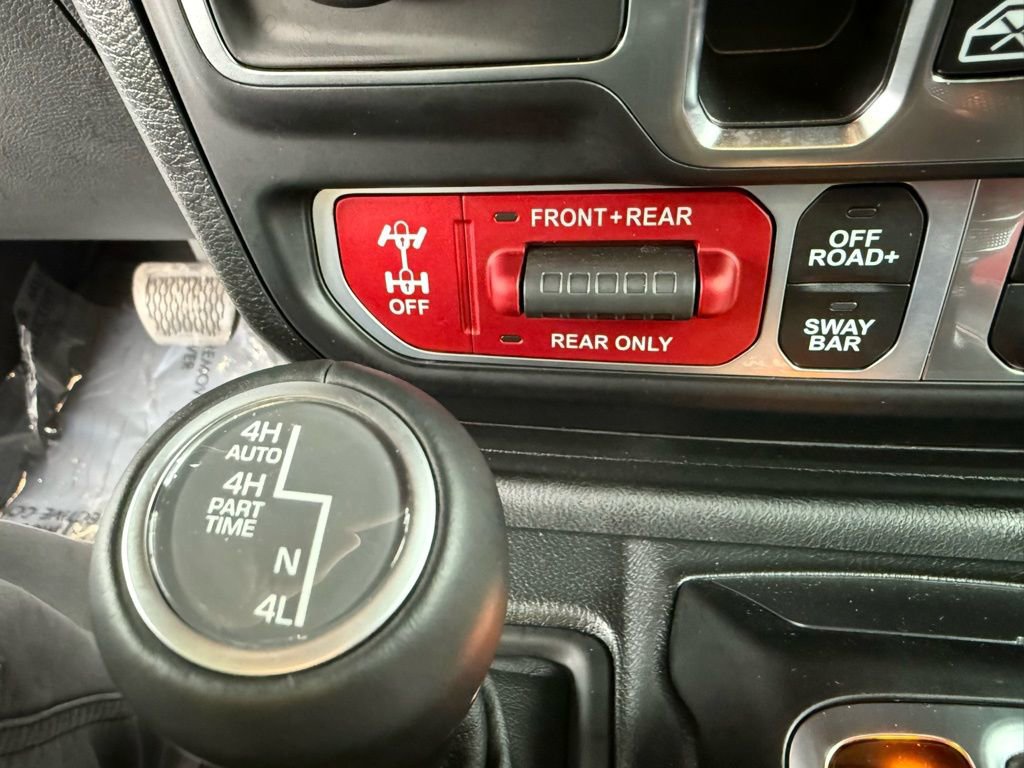 FRONT+REAR
OFF
REAR ONLY
OFF
ROAD+
SWAY
BAR
4H
AUTO
4H
PART
TIME
N
4L